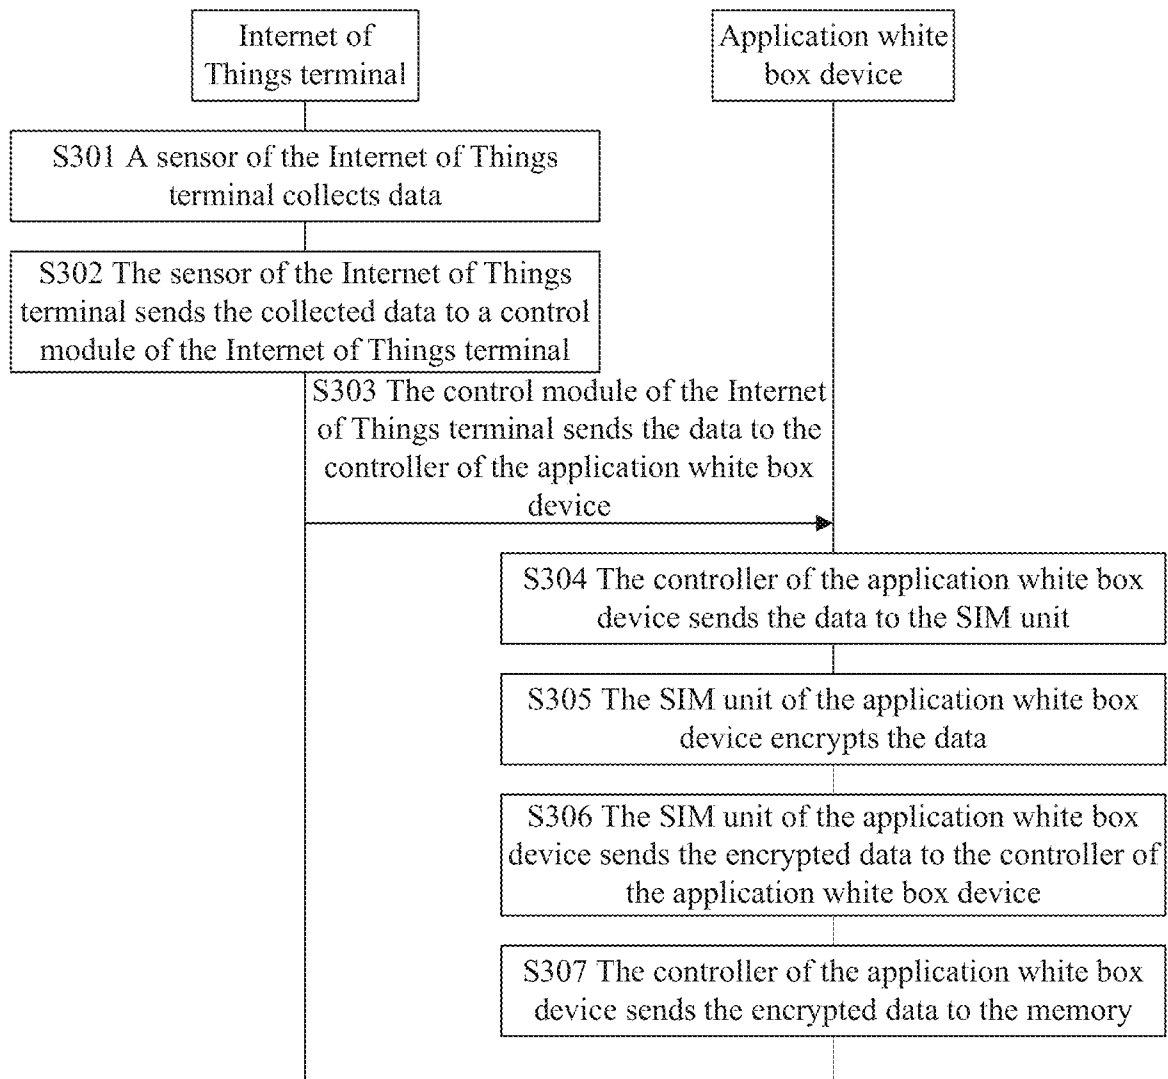 Internet of
Things terminal
Application white
box device
S301 A sensor of the Internet of Things
terminal collects data
S302 The sensor of the Internet of Things
terminal sends the collected data to a control
module of the Internet of Things terminal
S303 The control module of the Internet
of Things terminal sends the data to the
controller of the application white box
device
S304 The controller of the application white box
device sends the data to the SIM unit
S305 The SIM unit of the application white box
device encrypts the data
S306 The SIM unit of the application white box
device sends the encrypted data to the controller of
the application white box device
S307 The controller of the application white box
device sends the encrypted data to the memory